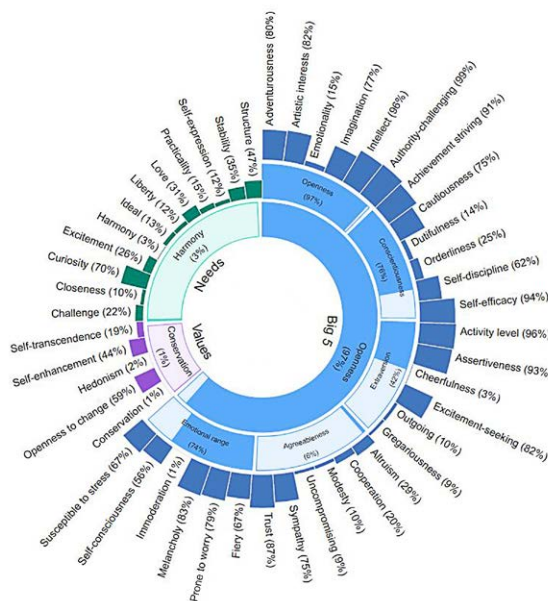 Adventurousness (80%)
Artistic interests (82%)
Emotionality (15%)
Imagination (77%)
Intellect (96%)
Authority-challenging (99%)
Achievement striving (91%)
Cautiousness (75%)
Dutifulness (14%)
Orderliness (25%)
Self-discipline (62%)
Self-efficacy (94%)
Activity level (96%)
Assertiveness (93%)
Cheerfulness (3%)
Excitement-seeking (82%)
Outgoing (10%)
Gregariousness (9%)
Altruism (29%)
Cooperation (20%)
Modesty (10%)
Uncompromising (9%)
Sympathy (75%)
Trust (87%)
Fiery (67%)
Prone to worry (79%)
Melancholy (83%)
Immoderation (1%)
Self-consciousness (56%)
Susceptible to stress (67%)
Conservation (1%)
Openness to change (59%)
Hedonism (2%)
Self-enhancement (44%)
Self-transcendence (19%)
Challenge (22%)
Closeness (10%)
Curiosity (70%)
Excitement (26%)
Harmony (3%)
Ideal (13%)
Liberty (12%)
Love (31%)
Practicality (15%)
Self-expression (12%)
Stability (35%)
Structure (47%)
Openness
(97%)
Conscientiousness
(76%)
Extraversion
(42%)
Agreeableness
(6%)
Emotional range
(74%)
Conservation
(1%)
Harmony
(3%)
Openness
(97%)
Needs
Values
Big 5